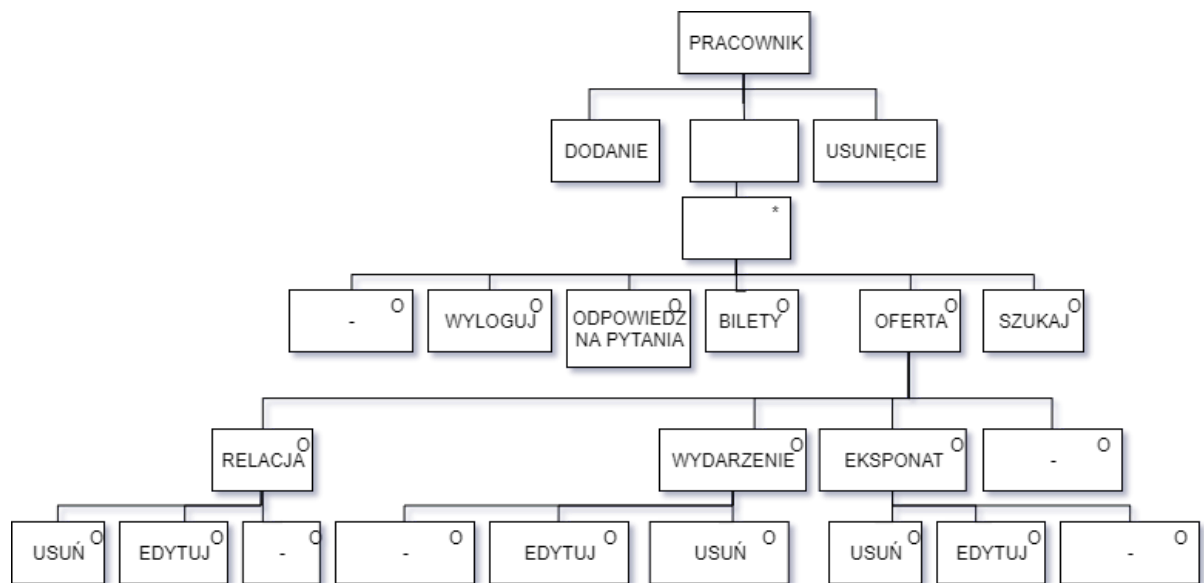 PRACOWNIK
DODANIE
USUNIĘCIE
*
- O
WYLOGUJ O
ODPOWIEDZ O
NA PYTANIA
BILETY O
OFERTA O
SZUKAJ O
RELACJA O
WYDARZENIE O
EKSPONAT O
- O
USUŃ O
EDYTUJ O
- O
- O
EDYTUJ O
USUŃ O
USUŃ O
EDYTUJ O
- O